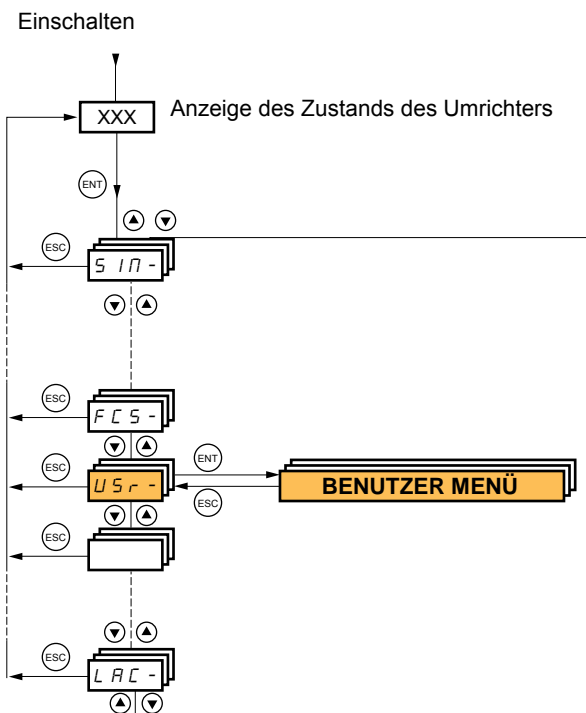 Einschalten
XXX
Anzeige des Zustands des Umrichters
ENT
ESC
SIM-
ESC
FCS-
ESC
USr-
ENT
ESC
BENUTZER MENÜ
ESC
ESC
LAC-